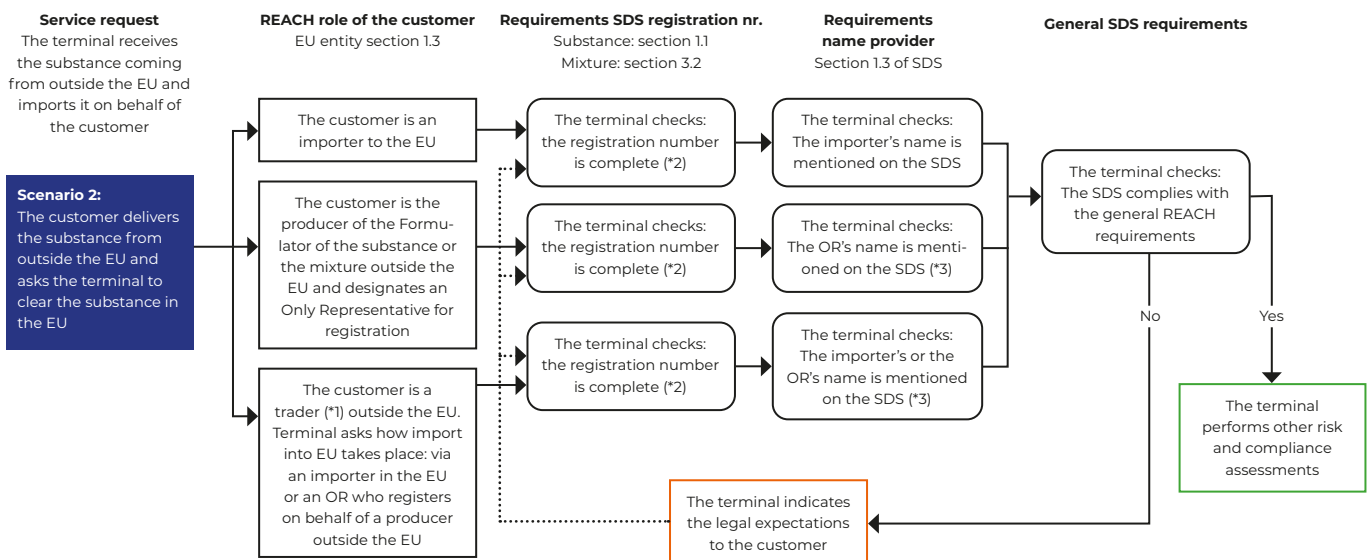 Service request
The terminal receives
the substance coming
from outside the EU and
imports it on behalf of
the customer
REACH role of the customer
EU entity section 1.3
Requirements SDS registration nr.
Substance: section 1.1
Mixture: section 3.2
Requirements
name provider
Section 1.3 of SDS
General SDS requirements
Scenario 2:
The customer delivers
the substance from
outside the EU and
asks the terminal to
clear the substance in
the EU
The customer is an
importer to the EU
The terminal checks:
the registration number
is complete (*2)
The terminal checks:
The importer's name is
mentioned on the SDS
The customer is the
producer of the Formu-
lator of the substance or
the mixture outside the
EU and designates an
Only Representative for
registration
The terminal checks:
the registration number
is complete (*2)
The terminal checks:
The OR's name is menti-
oned on the SDS (*3)
The customer is a
trader (*1) outside the EU.
Terminal asks how import
into EU takes place: via
an importer in the EU
or an OR who registers
on behalf of a producer
outside the EU
The terminal checks:
the registration number
is complete (*2)
The terminal checks:
The importer's or the
OR's name is mentioned
on the SDS (*3)
The terminal checks:
The SDS complies with
the general REACH
requirements
No
Yes
The terminal
performs other risk
and compliance
assessments
The terminal indicates
the legal expectations
to the customer